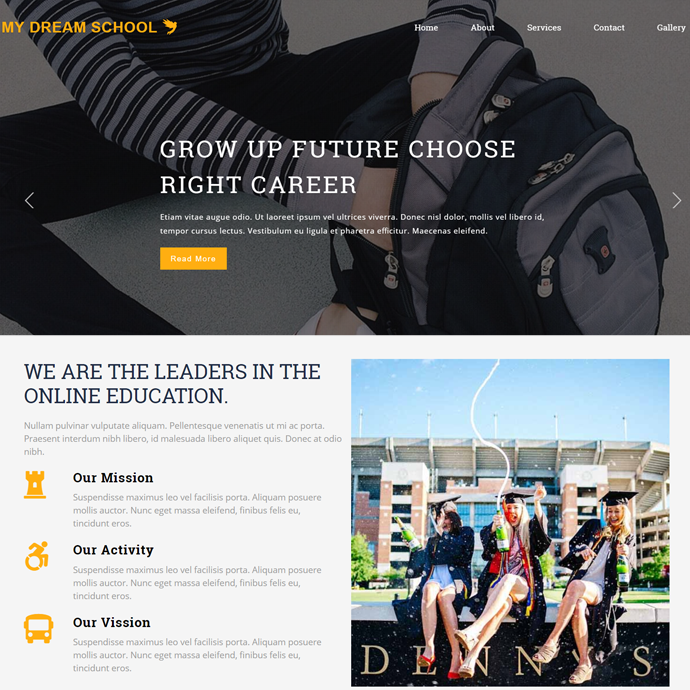 MY DREAM SCHOOL
Home About Services Contact Gallery
GROW UP FUTURE CHOOSE
RIGHT CAREER
Etiam vitae augue odio. Ut laoreet ipsum vel ultrices viverra. Donec nisl dolor, mollis vel libero id,
tempor cursus lectus. Vestibulum eu ligula et pharetra efficitur. Maecenas eleifend.
Read More
WE ARE THE LEADERS IN THE
ONLINE EDUCATION.
Nullam pulvinar vulputate aliquam. Pellentesque venenatis ut mi ac porta.
Praesent interdum nibh libero, id malesuada libero aliquet quis. Donec at odio
nibh.
Our Mission
Suspendisse maximus leo vel facilisis porta. Aliquam posuere
mollis auctor. Nunc eget massa eleifend, finibus felis eu,
tincidunt eros.
Our Activity
Suspendisse maximus leo vel facilisis porta. Aliquam posuere
mollis auctor. Nunc eget massa eleifend, finibus felis eu,
tincidunt eros.
Our Vission
Suspendisse maximus leo vel facilisis porta. Aliquam posuere
mollis auctor. Nunc eget massa eleifend, finibus felis eu,
tincidunt eros.
DENNYS